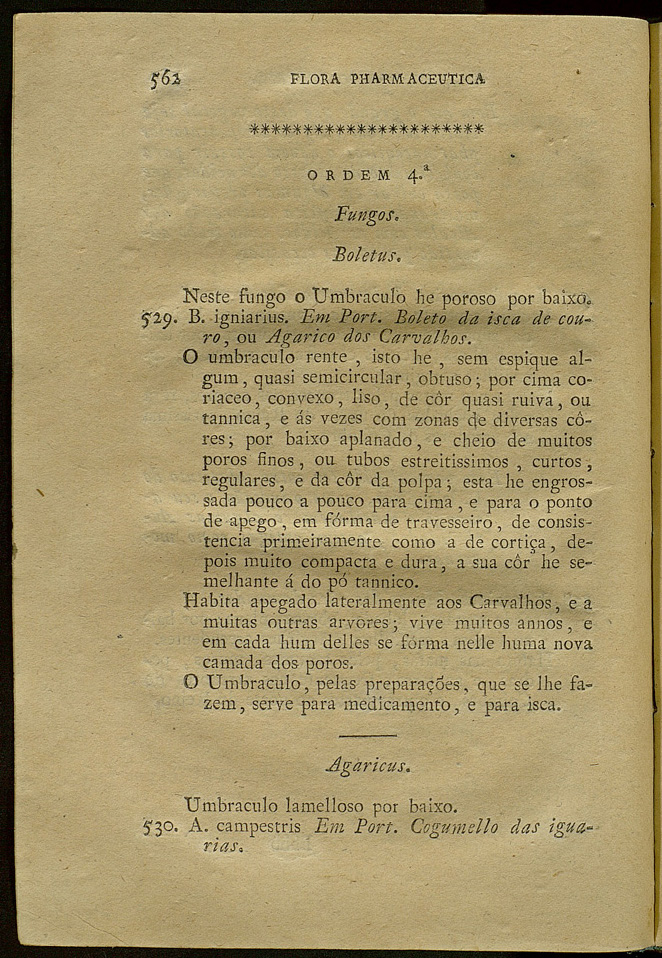 562 FLORA PHARMACEUTICA
**********************
ORDEM 4.ª
Fungos.
Boletus.
Neste fungo o Umbraculo he poroso por baixo.
529. B. igniarius. Em Port. Boleto da isca de cou-
ro, ou Agarico dos Carvalhos.
O umbraculo rente, isto he, sem espique al-
gum, quasi semicircular, obtuso; por cima co-
riaceo, convexo, liso, de côr quasi ruiva, ou
tannica, e ás vezes com zonas de diversas cô-
res; por baixo aplanado, e cheio de muitos
poros finos, ou tubos estreitissimos, curtos,
regulares, e da côr da polpa; esta he engros-
sada pouco a pouco para cima, e para o ponto
de apego, em fórma de travesseiro, de consis-
tencia primeiramente como a de cortiça, de-
pois muito compacta e dura, a sua côr he se-
melhante á do pó tannico.
Habita apegado lateralmente aos Carvalhos, e a
muitas outras arvores; vive muitos annos, e
em cada hum delles se fórma nelle huma nova
camada dos poros.
O Umbraculo, pelas preparações, que se lhe fa-
zem, serve para medicamento, e para isca.
Agaricus.
Umbraculo lamelloso por baixo.
530. A. campestris Em Port. Cogumello das igua-
rias.